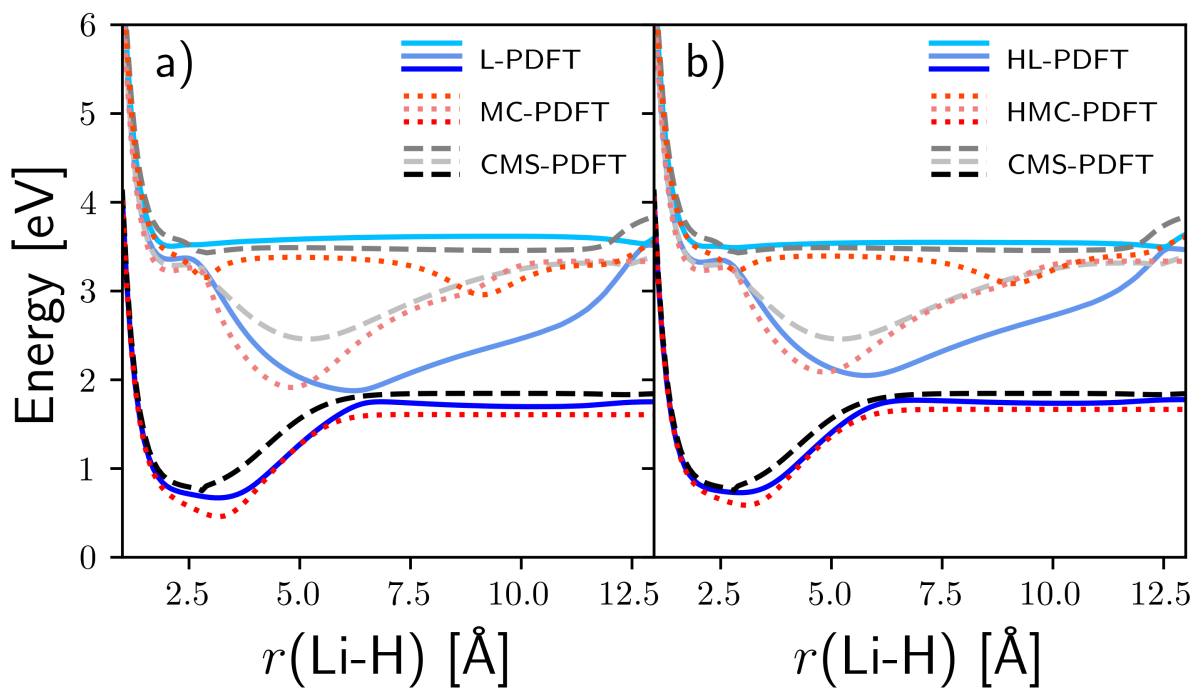 Energy [eV]
6
5
4
3
2
1
0
a)
L-PDFT
MC-PDFT
CMS-PDFT
b)
HL-PDFT
HMC-PDFT
CMS-PDFT
2.5 5.0 7.5 10.0 12.5
2.5 5.0 7.5 10.0 12.5
r(Li-H) [Å]
r(Li-H) [Å]